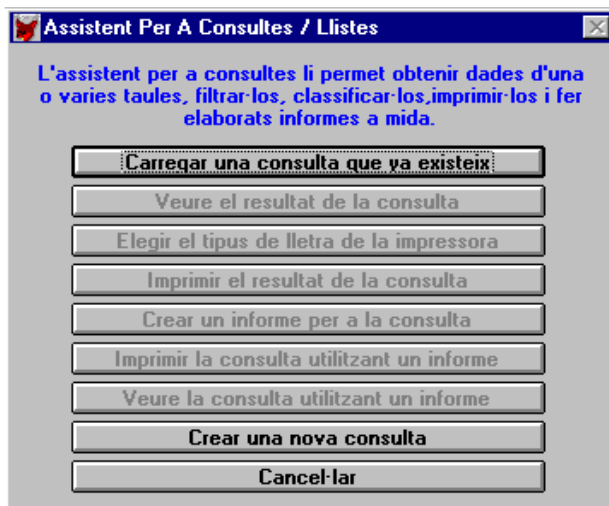 Assistent Per A Consultes / Llistes
L'assistent per a consultes li permet obtenir dades d'una
o varies taules, filtrar·los, classificar·los,imprimir·los i fer
elaborats informes a mida.
Carregar una consulta que ya existeix
Veure el resultat de la consulta
Elegir el tipus de lletra de la impressora
Imprimir el resultat de la consulta
Crear un informe per a la consulta
Imprimir la consulta utilitzant un informe
Veure la consulta utilitzant un informe
Crear una nova consulta
Cancel·lar